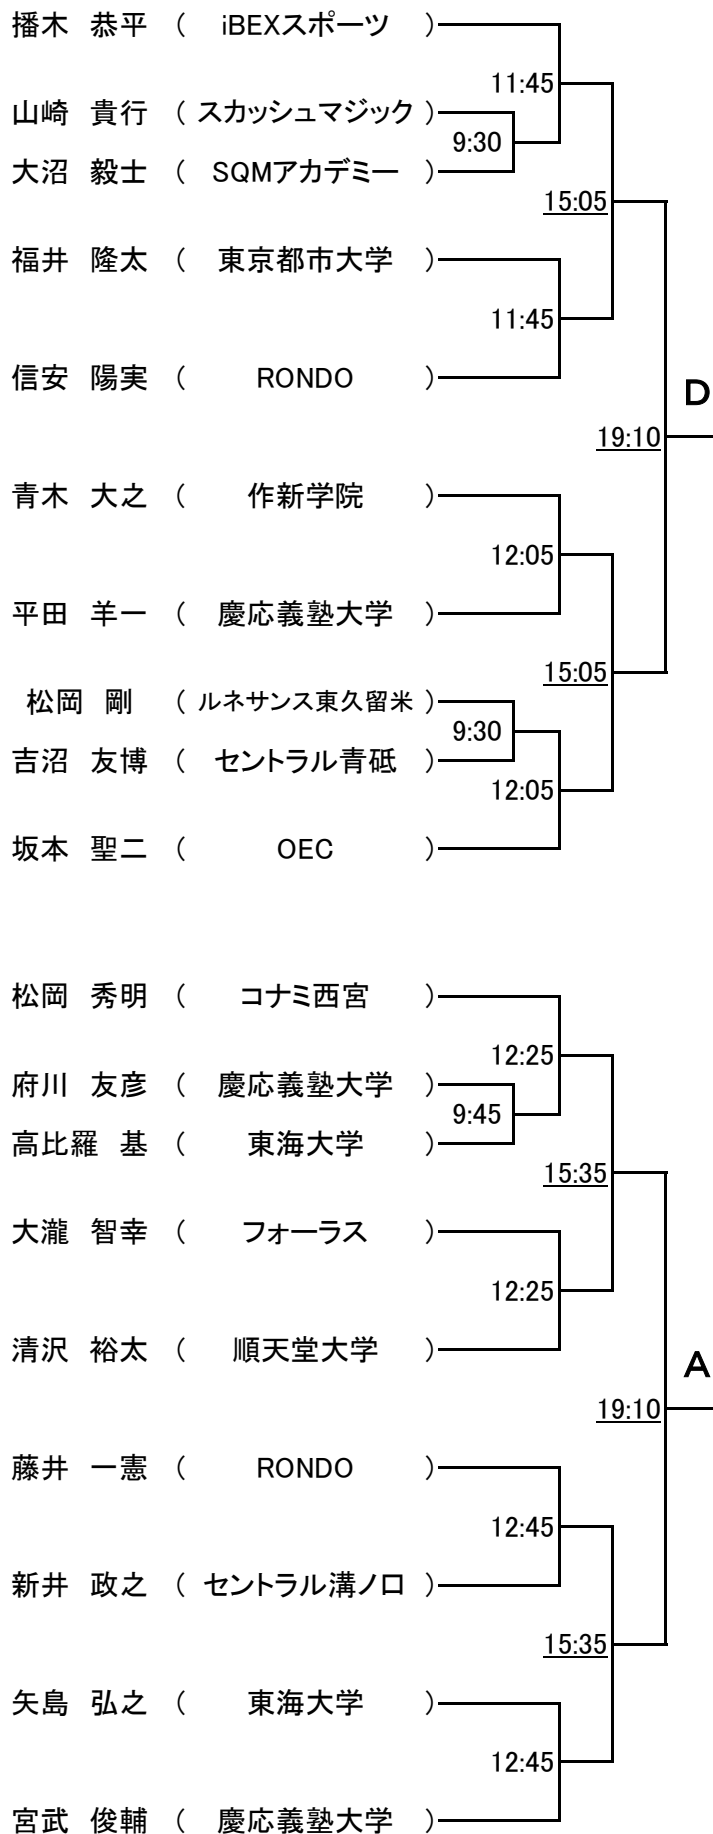 播木 恭平 ( iBEXスポーツ )
11:45
山崎 貴行 ( スカッシュマジック )
9:30
大沼 毅士 ( SQMアカデミー )
15:05
福井 隆太 ( 東京都市大学 )
11:45
信安 陽実 ( RONDO )
D
19:10
青木 大之 ( 作新学院 )
12:05
平田 羊一 ( 慶応義塾大学 )
15:05
松岡 剛 ( ルネサンス東久留米 )
9:30
吉沼 友博 ( セントラル青砥 )
12:05
坂本 聖二 ( OEC )
松岡 秀明 ( コナミ西宮 )
12:25
府川 友彦 ( 慶応義塾大学 )
9:45
高比羅 基 ( 東海大学 )
15:35
大瀧 智幸 ( フォーラス )
12:25
清沢 裕太 ( 順天堂大学 )
A
19:10
藤井 一憲 ( RONDO )
12:45
新井 政之 ( セントラル溝ノ口 )
15:35
矢島 弘之 ( 東海大学 )
12:45
宮武 俊輔 ( 慶応義塾大学 )